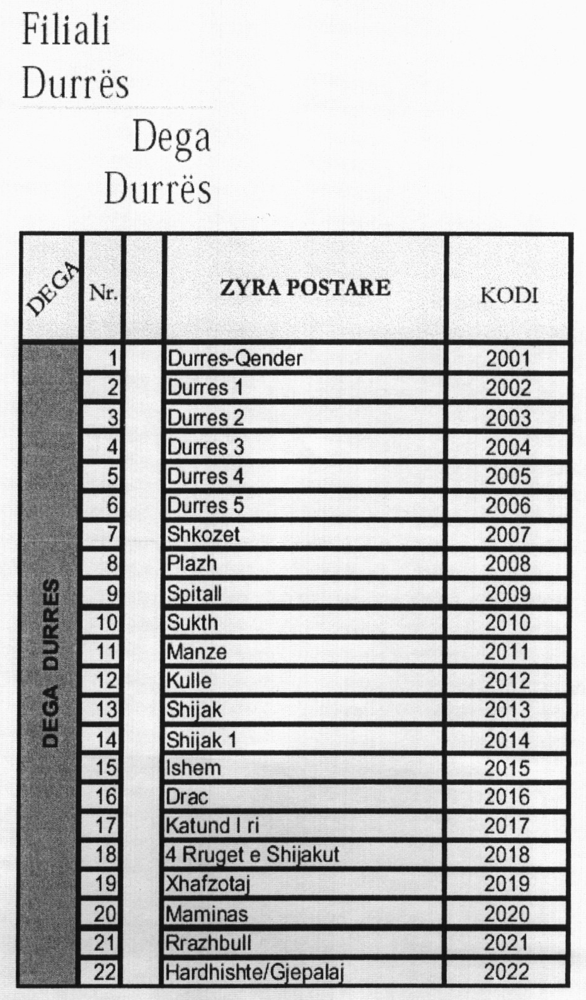 Filiali
Durrës
Dega
Durrës
DEGA Nr. ZYRA POSTARE KODI
DEGA DURRES
1 Durres-Qender 2001
2 Durres 1 2002
3 Durres 2 2003
4 Durres 3 2004
5 Durres 4 2005
6 Durres 5 2006
7 Shkozet 2007
8 Plazh 2008
9 Spitall 2009
10 Sukth 2010
11 Manze 2011
12 Kulle 2012
13 Shijak 2013
14 Shijak 1 2014
15 Ishem 2015
16 Drac 2016
17 Katund I ri 2017
18 4 Rruget e Shijakut 2018
19 Xhafzotaj 2019
20 Maminas 2020
21 Rrazhbull 2021
22 Hardhishte/Gjepalaj 2022